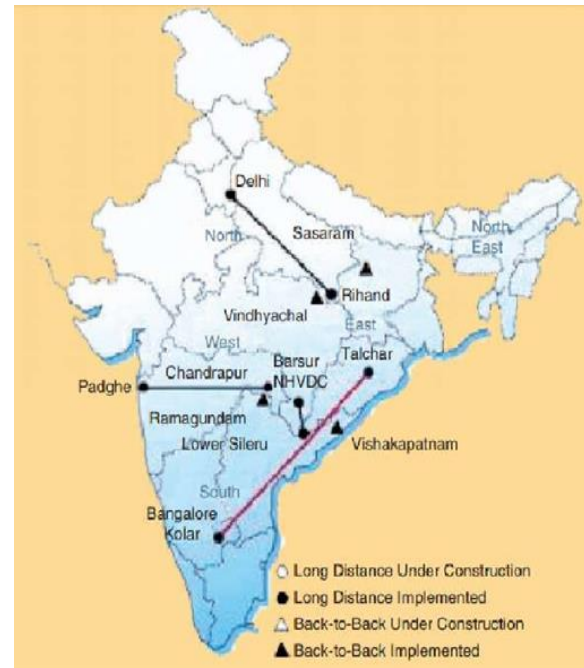 Delhi
Sasaram
North
North
East
Rihand
Vindhyachal
East
West
Talchar
Barsur
NHVDC
Chandrapur
Padghe
Ramagundam
Lower Sileru
Vishakapatnam
South
Bangalore
Kolar
Long Distance Under Construction
Long Distance Implemented
Back-to-Back Under Construction
Back-to-Back Implemented